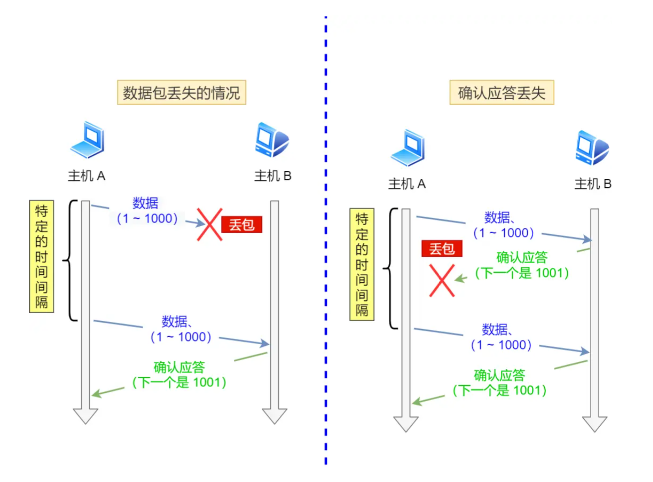 数据包丢失的情况
主机 A
主机 B
特定的时间间隔
数据
（1 ~ 1000）
丢包
数据、
（1 ~ 1000）
确认应答
（下一个是 1001）
确认应答丢失
主机 A
主机 B
特定的时间间隔
数据、
（1 ~ 1000）
丢包
确认应答
（下一个是 1001）
数据、
（1 ~ 1000）
确认应答
（下一个是 1001）